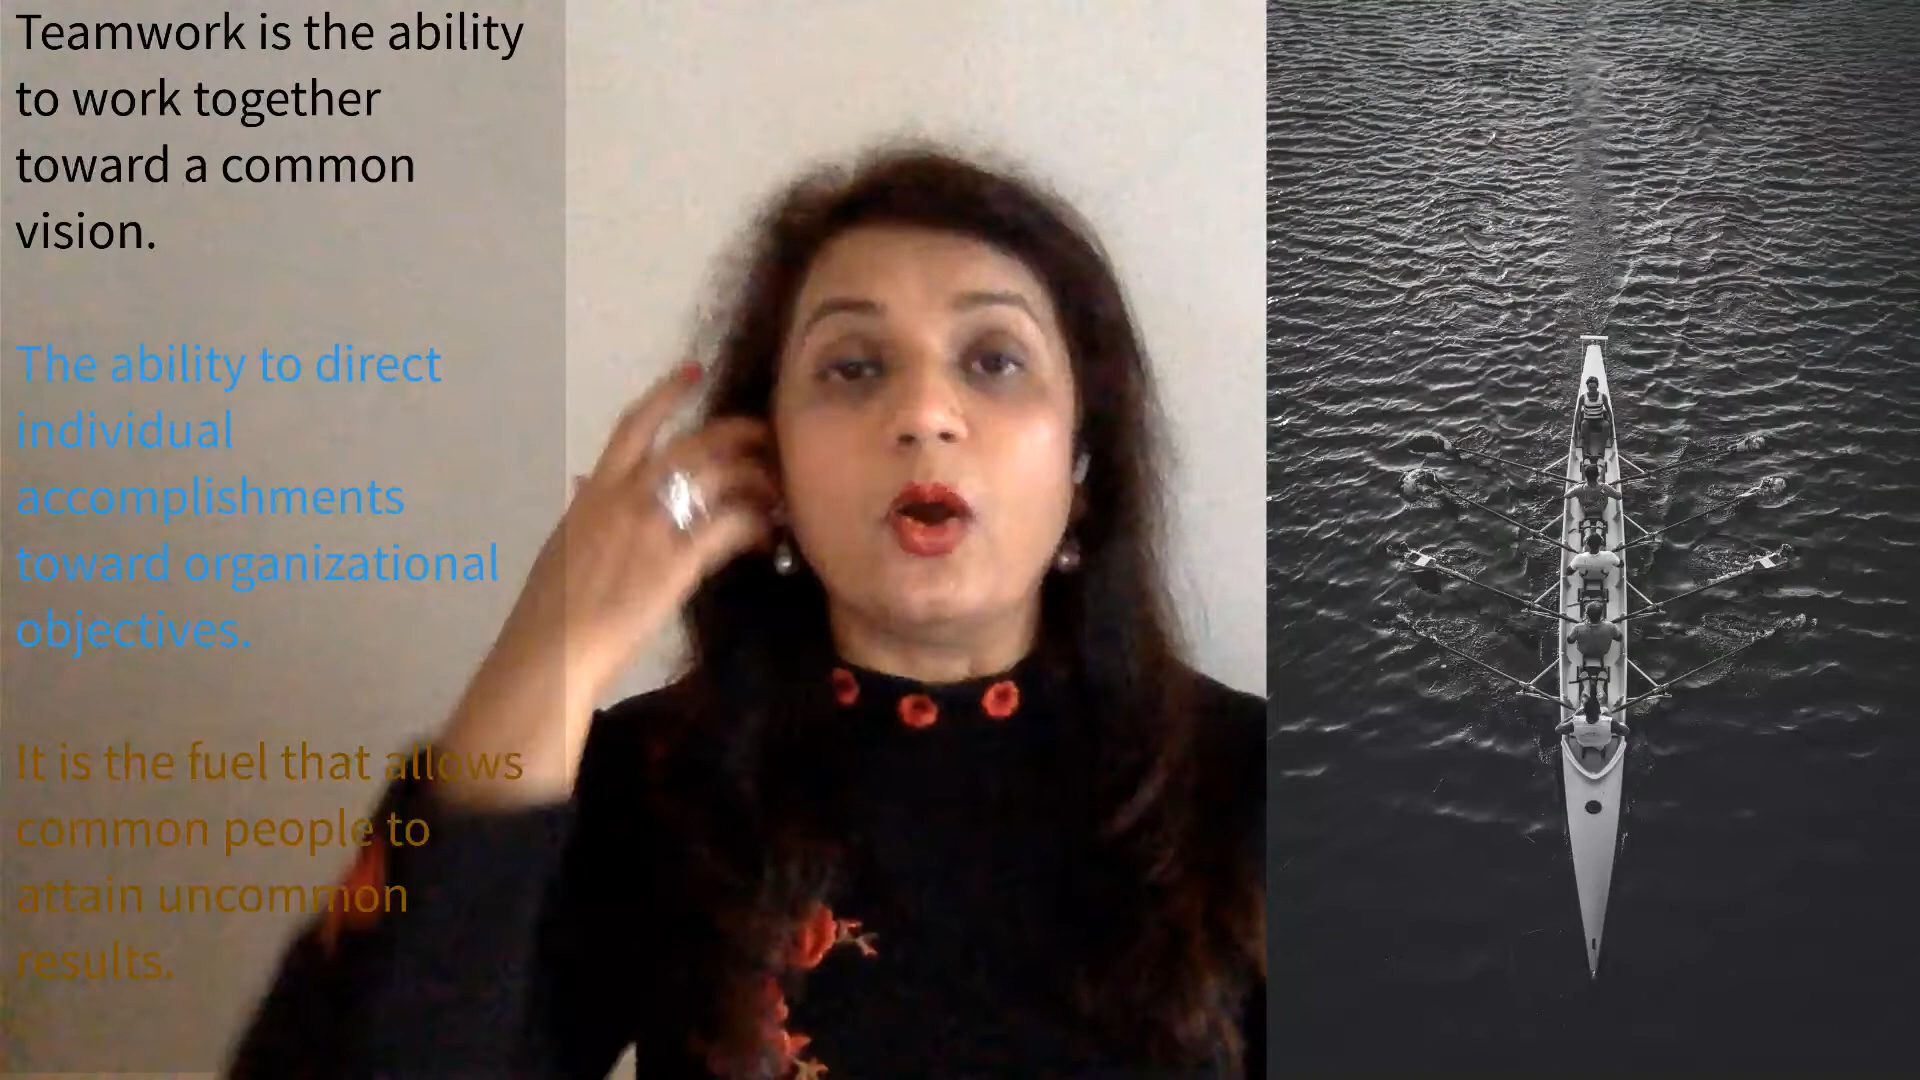 Teamwork is the ability
to work together
toward a common
vision.
The ability to direct
individual
accomplishments
toward organizational
objectives.
It is the fuel that allows
common people to
attain uncommon
results.